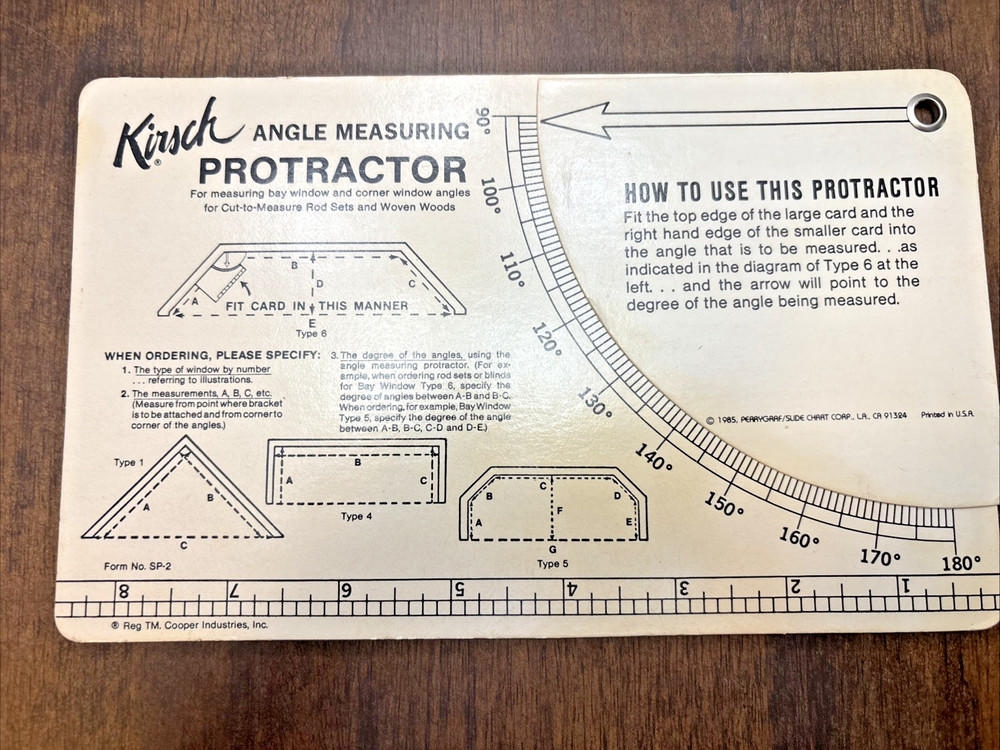 Kirsch® ANGLE MEASURING
PROTRACTOR
For measuring bay window and corner window angles
for Cut-to-Measure Rod Sets and Woven Woods
B
A
D
C
FIT CARD IN THIS MANNER
E
Type 6
WHEN ORDERING, PLEASE SPECIFY:
1. The type of window by number
... referring to illustrations.
2. The measurements, A, B, C, etc.
(Measure from point where bracket
is to be attached and from corner to
corner of the angles.)
3. The degree of the angles, using the
angle measuring protractor. (For ex-
ample, when ordering rod sets or blinds
for Bay Window Type 6, specify the
degree of angles between A-B and B-C.
When ordering, for example, Bay Window
Type 5, specify the degree of the angle
between A-B, B-C, C-D and D-E.)
Type 1
A
B
C
B
A
C
Type 4
B
C
D
A
F
E
G
Type 5
Form No. SP-2
90°
100°
110°
120°
130°
140°
150°
160°
170°
180°
HOW TO USE THIS PROTRACTOR
Fit the top edge of the large card and the
right hand edge of the smaller card into
the angle that is to be measured. . .as
indicated in the diagram of Type 6 at the
left. . . and the arrow will point to the
degree of the angle being measured.
© 1985, PERRYGRAF/SLIDE CHART CORP., LA, CA 91324 Printed in U.S.A.
8 7 6 5 4 3 2 1
® Reg TM. Cooper Industries, Inc.